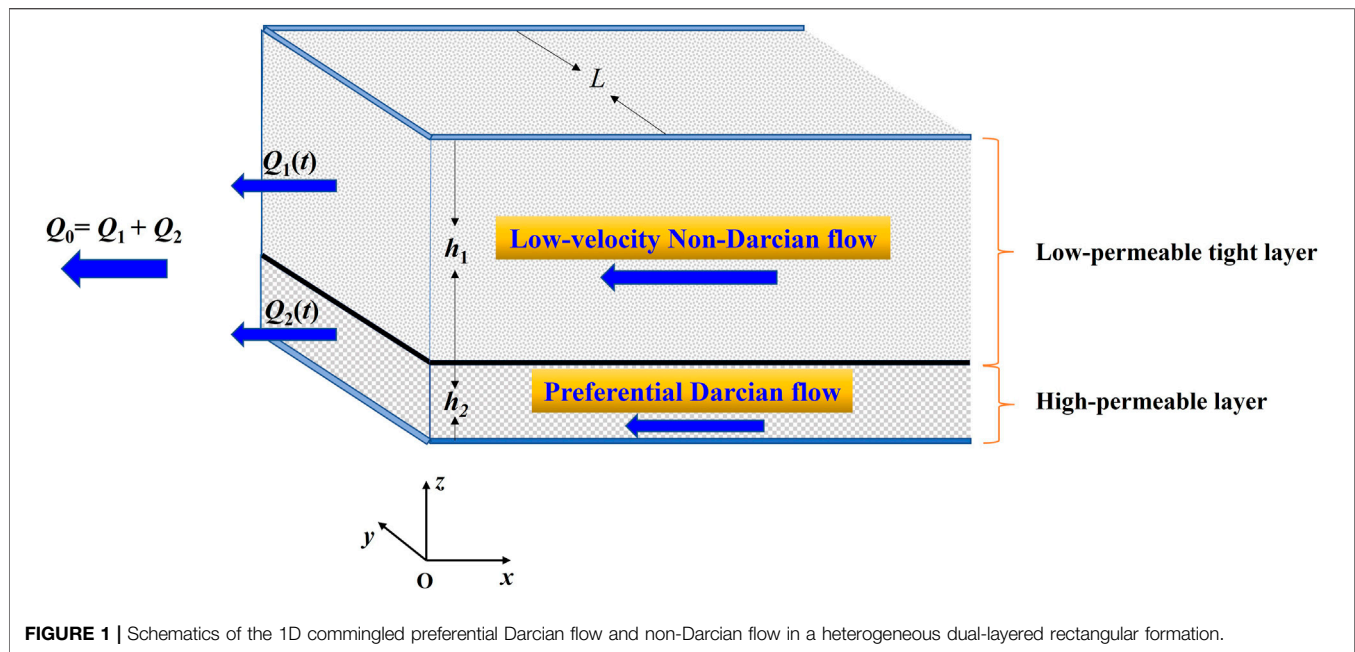 L
Q₁(t)
Q₀= Q₁ + Q₂
Low-velocity Non-Darcian flow
h₁
Low-permeable tight layer
Q₂(t)
Preferential Darcian flow
h₂
High-permeable layer
z
y
O
x
FIGURE 1 | Schematics of the 1D commingled preferential Darcian flow and non-Darcian flow in a heterogeneous dual-layered rectangular formation.